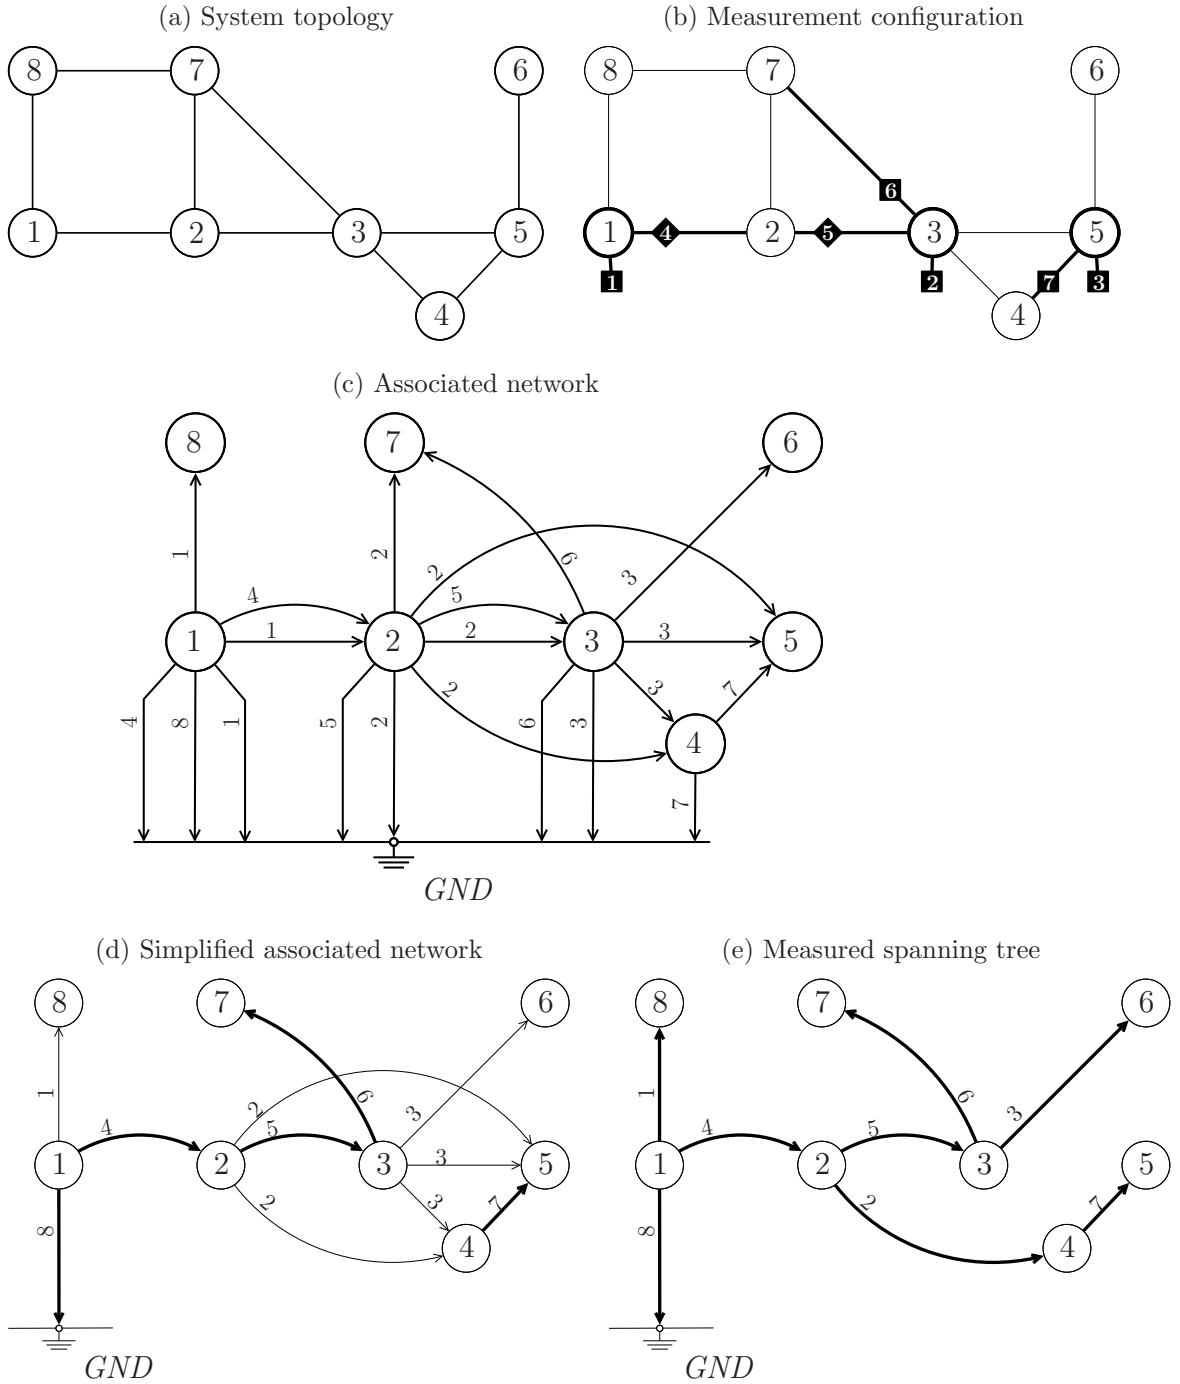 (a) System topology
(b) Measurement configuration
8 7 6
8 7 6
6
1 2 3 5
1 4 2 5 3 5
1 2 7 3
4
4
(c) Associated network
8 7 6
1 2 2 6 3
4 5
1 1 2 2 3 3 5
2 3 7
4 8 1 5 2 6 3
4
7
GND
(d) Simplified associated network
(e) Measured spanning tree
8 7 6
8 7 6
1 2 6 3
1 6 3
4 5
4 5
1 2 3 3 5
1 2 3 5
8 2 3 7
8 2 7
4
4
GND
GND